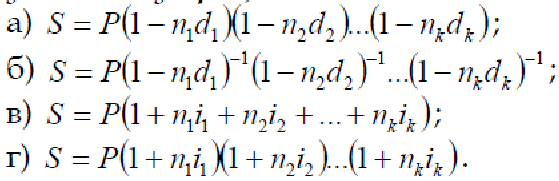 а) S = P(1 − n₁d₁)(1 − n₂d₂)...(1 − nₖdₖ);
б) S = P(1 − n₁d₁)⁻¹(1 − n₂d₂)⁻¹...(1 − nₖdₖ)⁻¹;
в) S = P(1 + n₁i₁ + n₂i₂ + ... + nₖiₖ);
г) S = P(1 + n₁i₁)(1 + n₂i₂)...(1 + nₖiₖ).